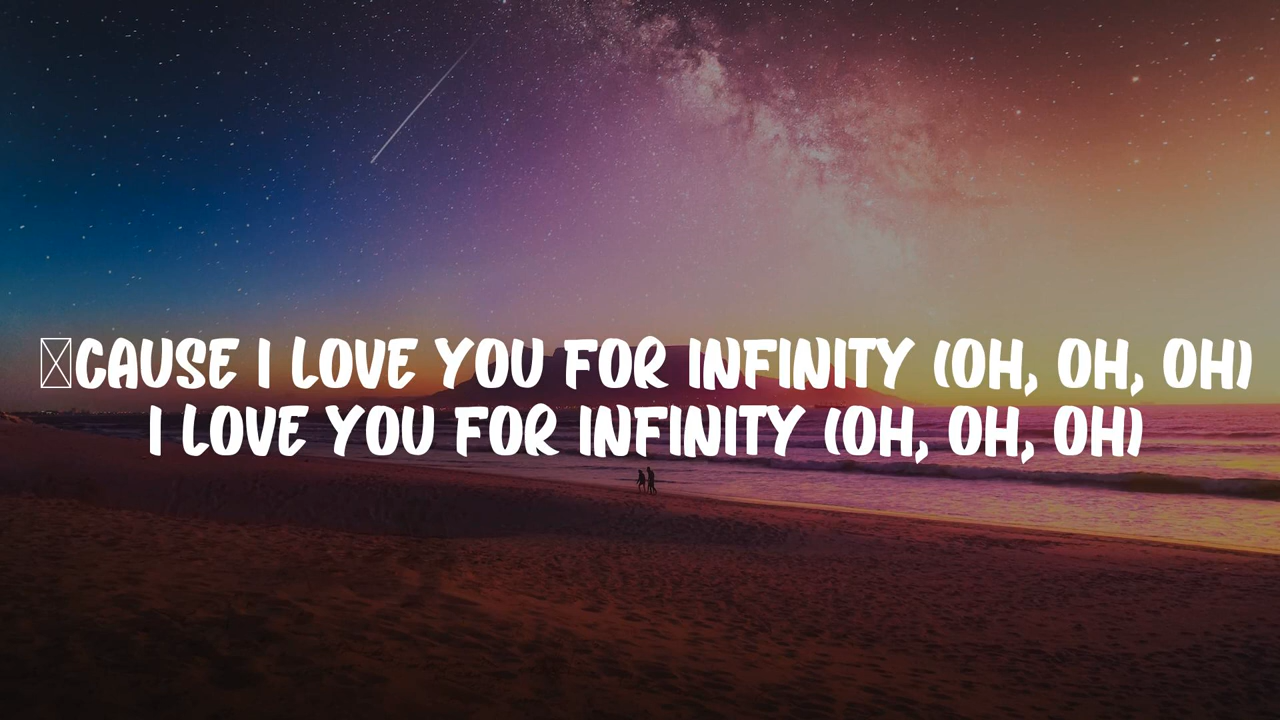 CAUSE I LOVE YOU FOR INFINITY (OH, OH, OH)
I LOVE YOU FOR INFINITY (OH, OH, OH)